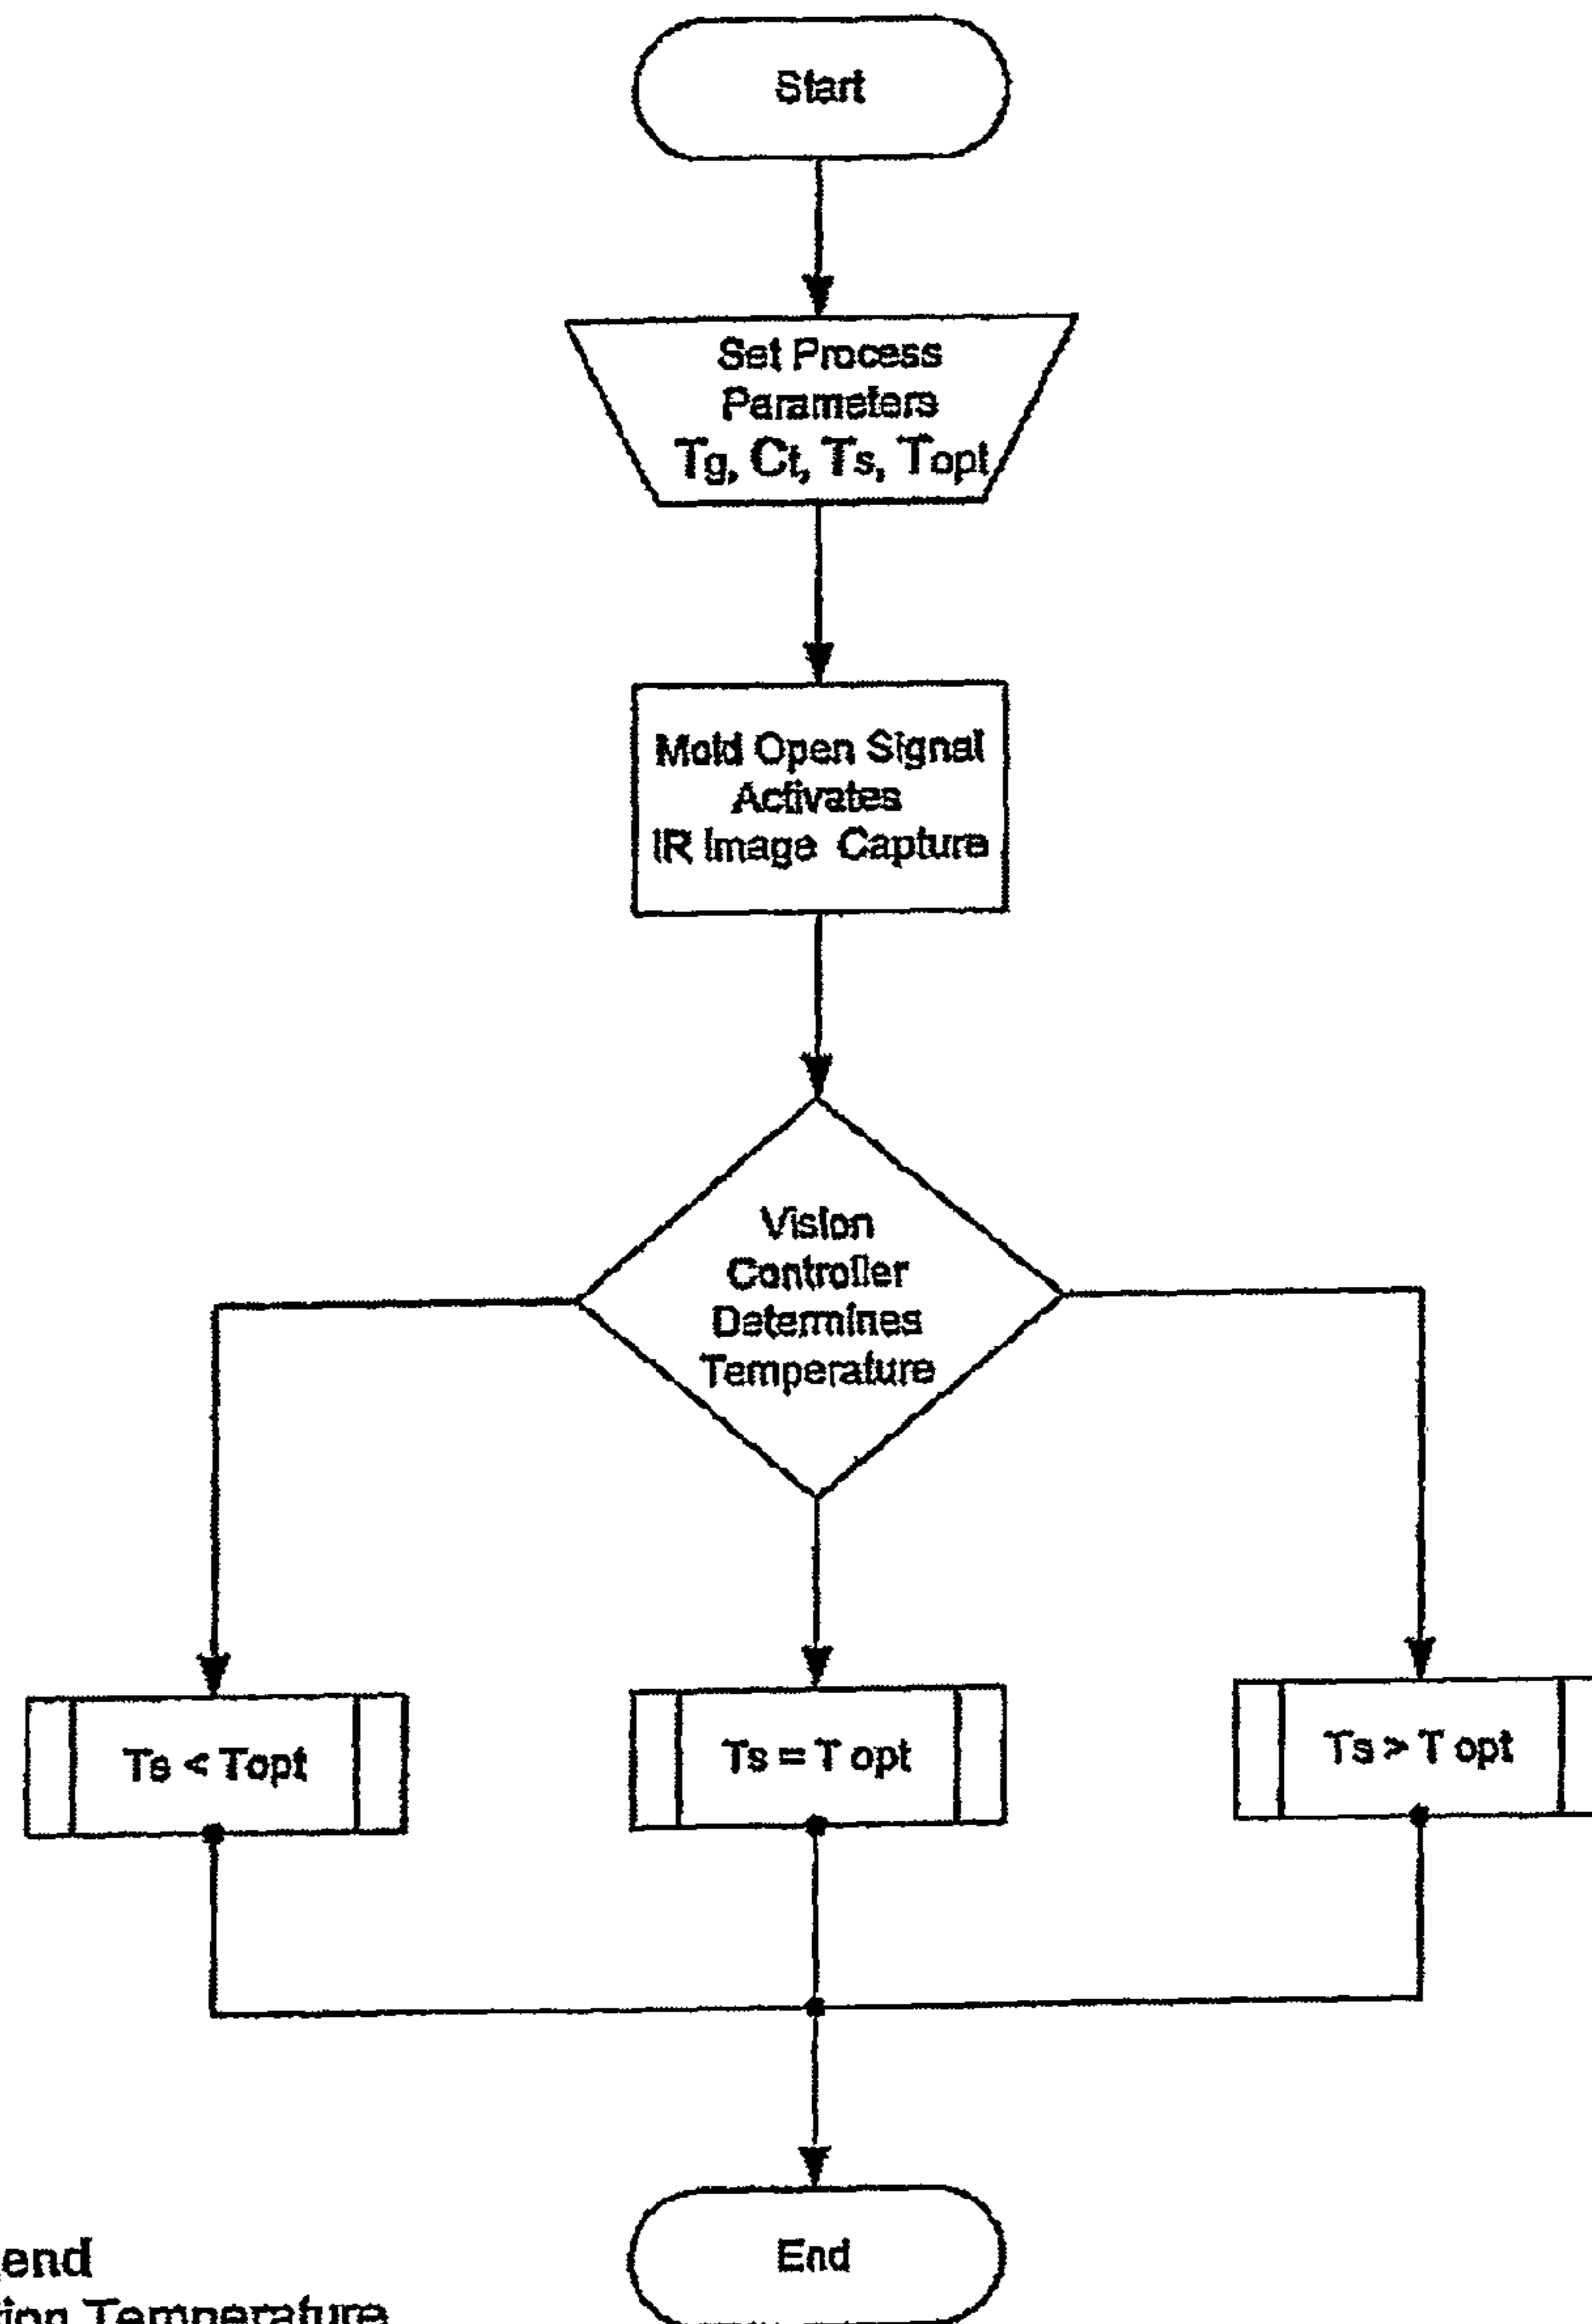 Start
Set Process
Parameters
Tg, Ct, Ts, Topt
Mold Open Signal
Activates
IR Image Capture
Vision
Controller
Determines
Temperature
Ts < Topt
Ts = T opt
Ts > T opt
End
Temperature